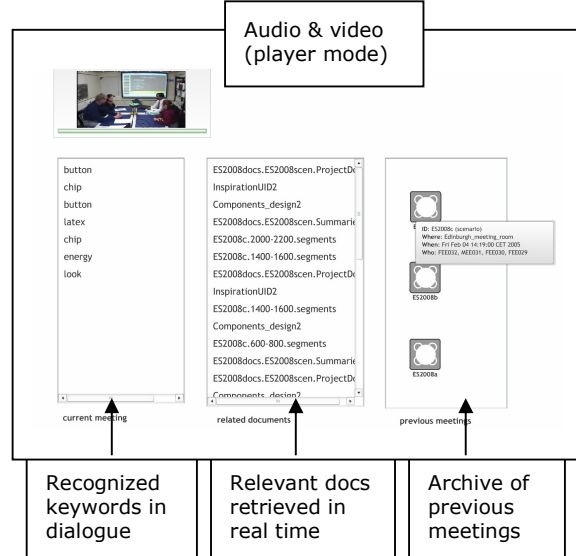 Audio & video
(player mode)
button
chip
button
latex
chip
energy
look
current meeting
ES2008docs.ES2008scen.ProjectDo
InspirationUID2
Components_design2
ES2008docs.ES2008scen.Summarie
ES2008c.2000-2200.segments
ES2008c.1400-1600.segments
ES2008docs.ES2008scen.ProjectDo
InspirationUID2
ES2008c.1400-1600.segments
Components_design2
ES2008c.600-800.segments
ES2008docs.ES2008scen.Summarie
ES2008docs.ES2008scen.ProjectDo
Components_design2
related documents
ID: ES2008c (scenario)
Where: Edinburgh_meeting_room
When: Fri Feb 04 14:19:00 CET 2005
Who: FEE032, MEE031, FEE030, FEE029
ES2008b
ES2008a
previous meetings
Recognized
keywords in
dialogue
Relevant docs
retrieved in
real time
Archive of
previous
meetings